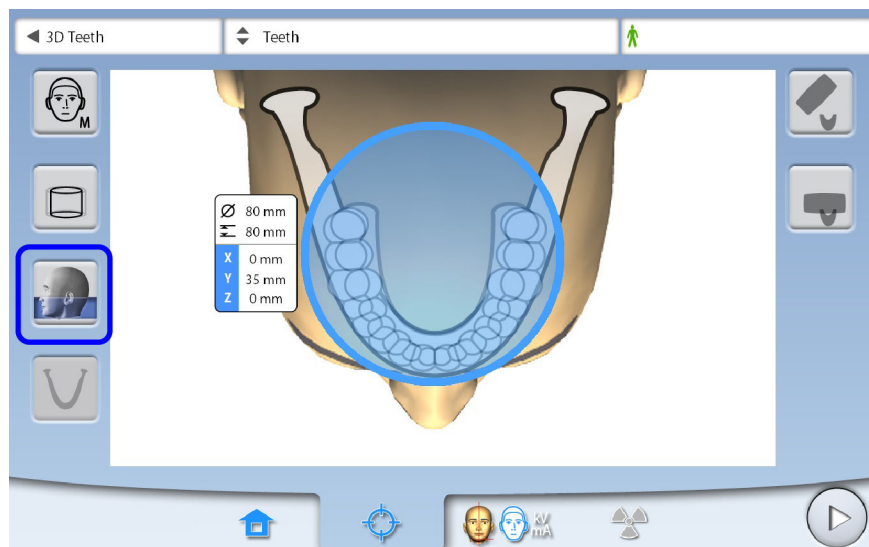 3D Teeth
Teeth
M
Ø 80 mm
80 mm
X 0 mm
Y 35 mm
Z 0 mm
kV
mA